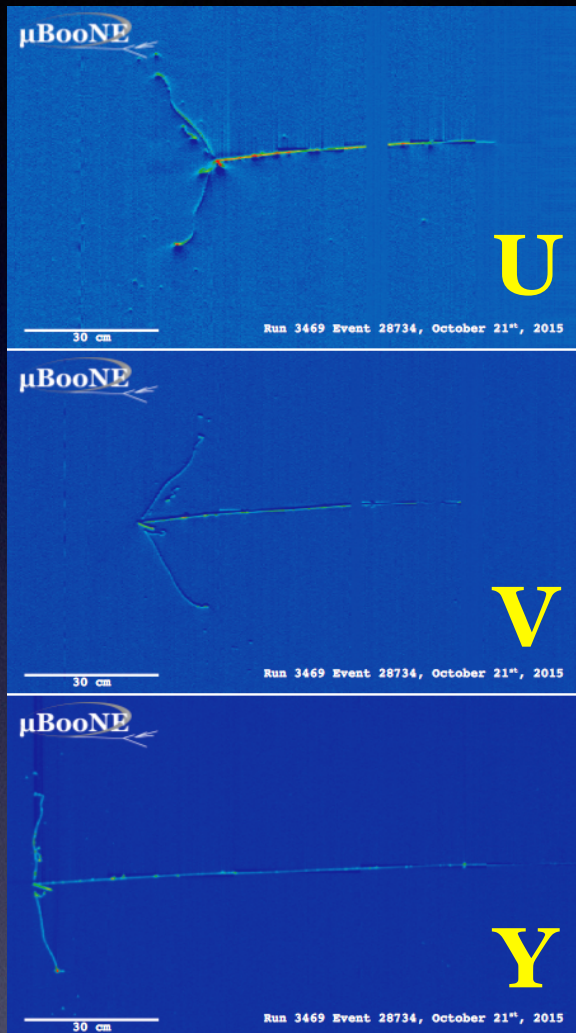 µBooNE
U
30 cm
Run 3469 Event 28734, October 21st, 2015
µBooNE
V
30 cm
Run 3469 Event 28734, October 21st, 2015
µBooNE
Y
30 cm
Run 3469 Event 28734, October 21st, 2015